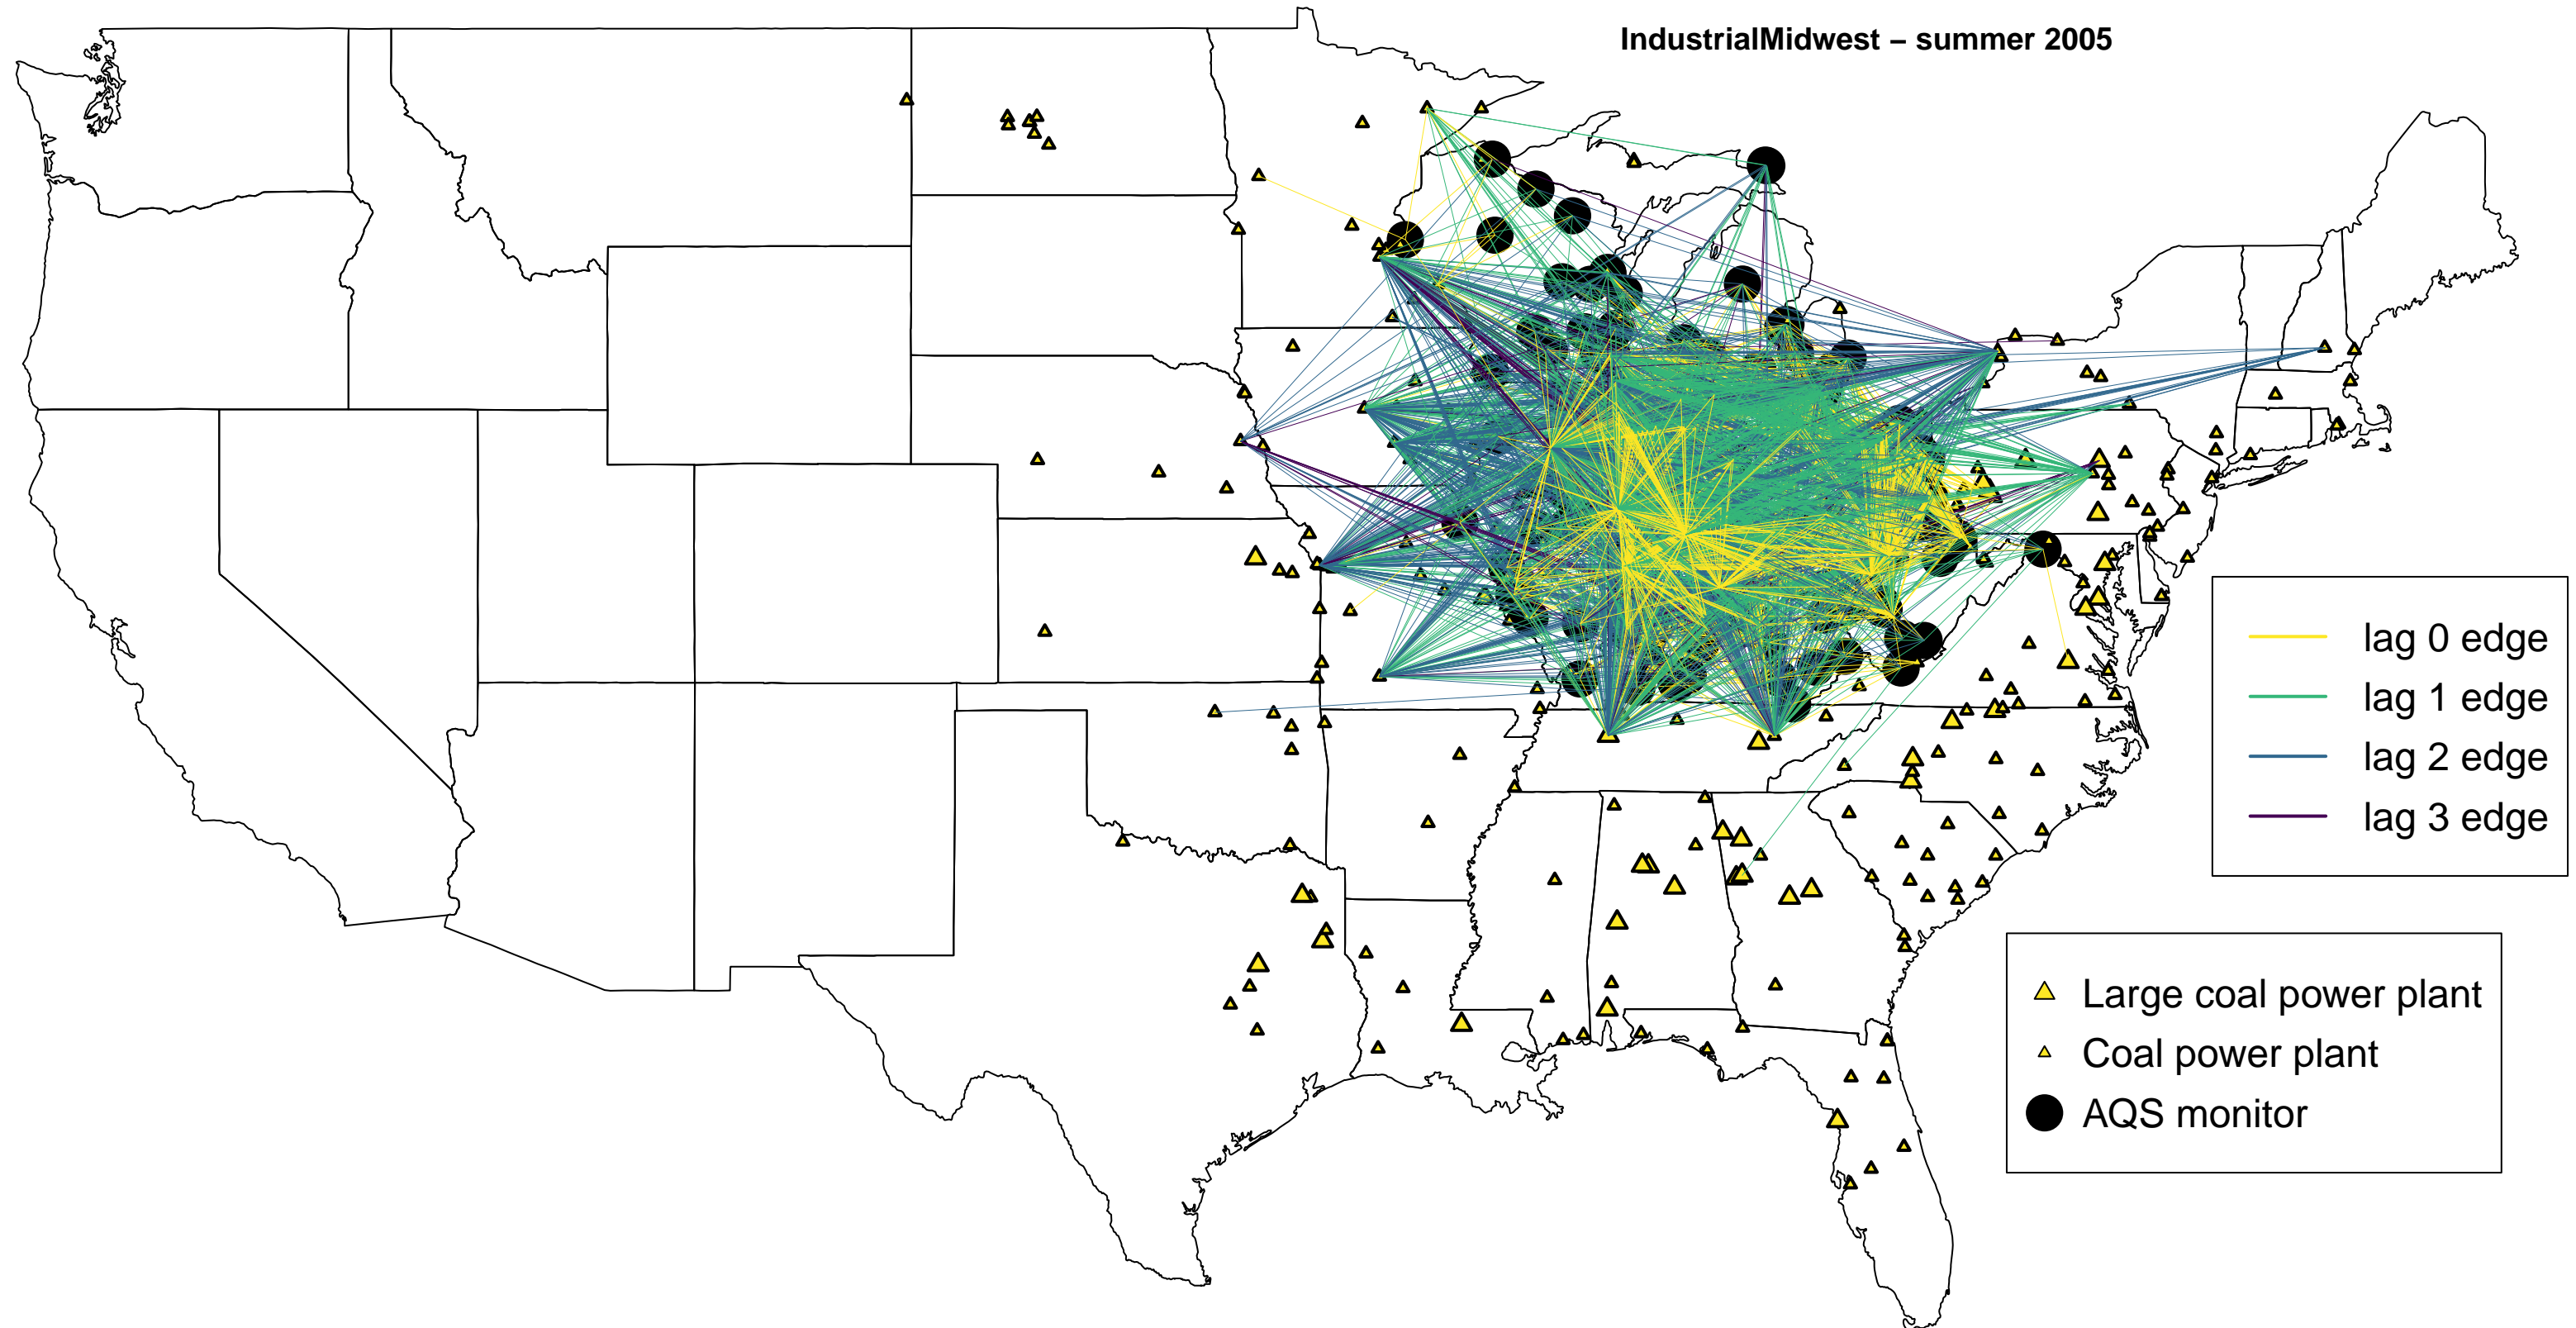 IndustrialMidwest – summer 2005
lag 0 edge
lag 1 edge
lag 2 edge
lag 3 edge
Large coal power plant
Coal power plant
AQS monitor